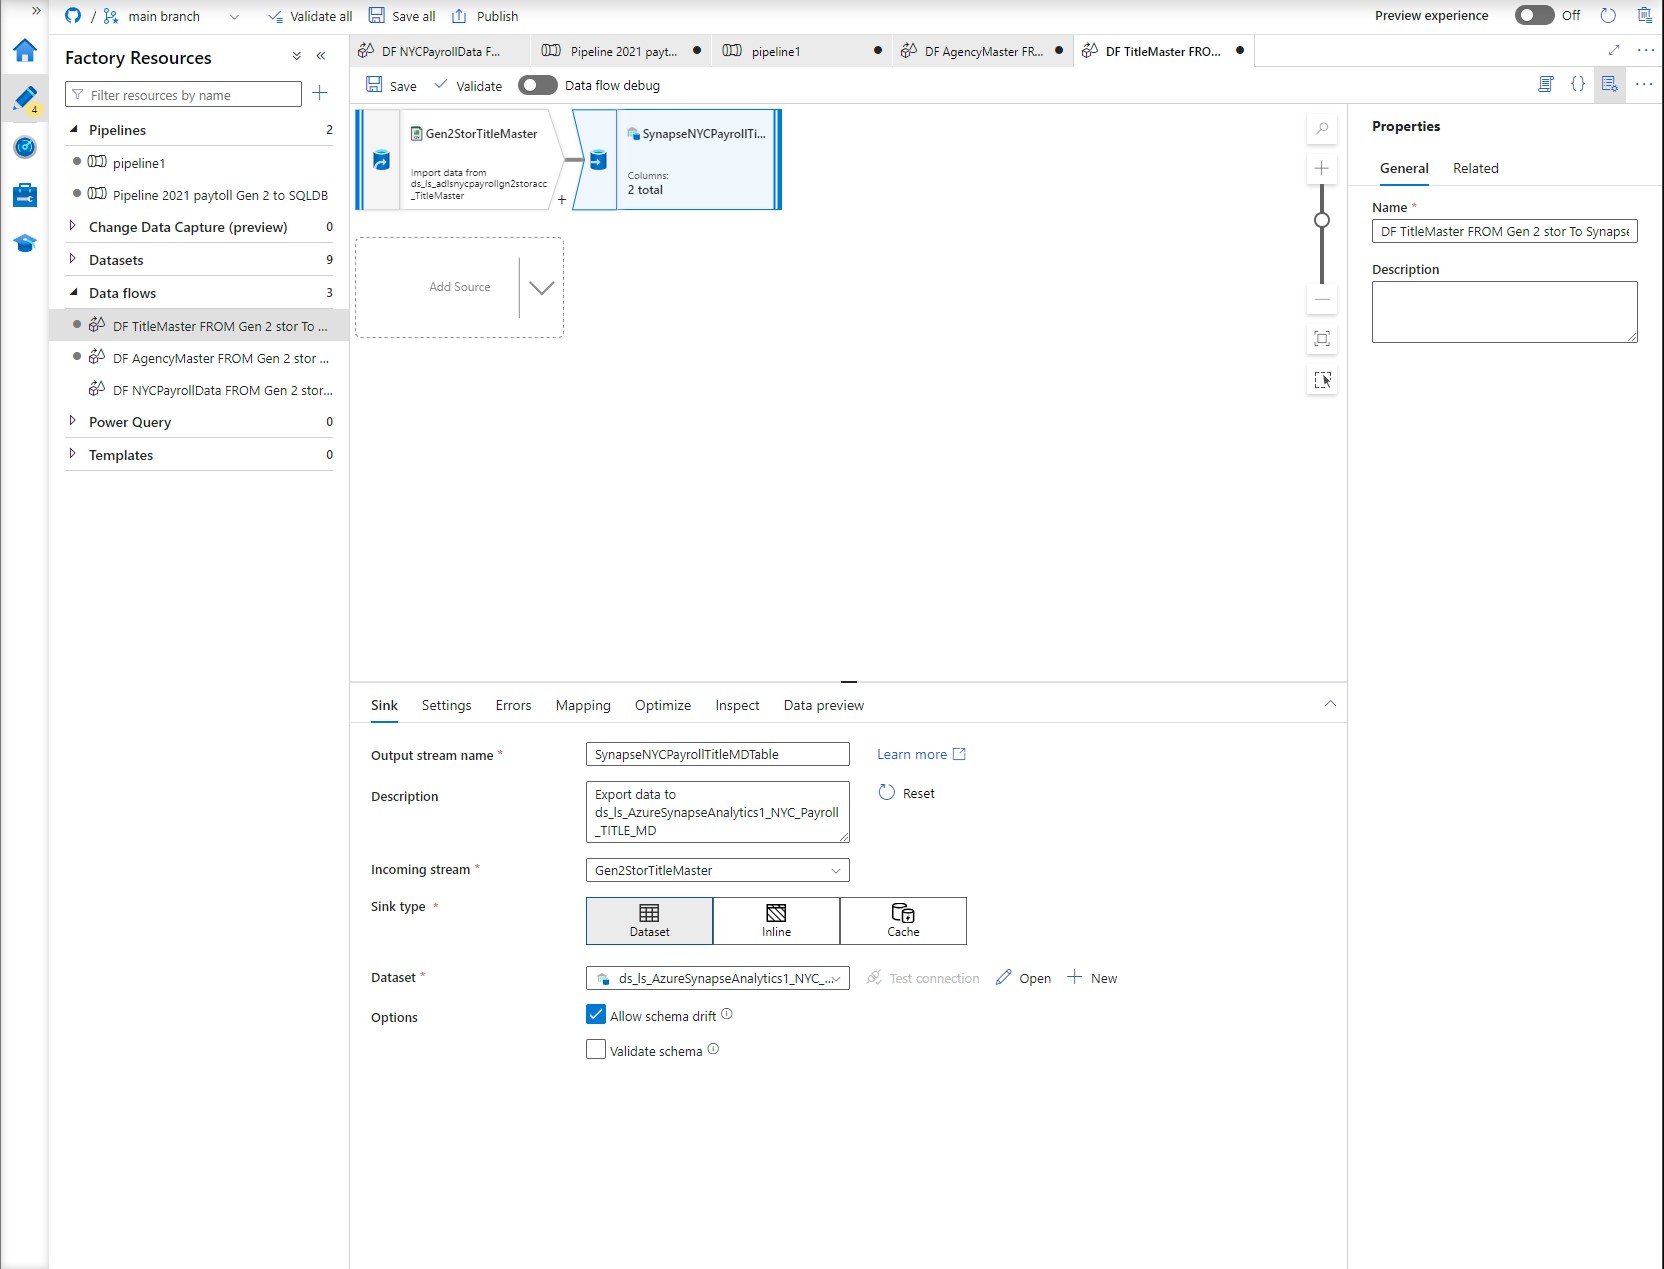 »
/ main branch
Validate all
Save all
Publish
Preview experience
Off
4
Factory Resources
Filter resources by name
Pipelines 2
pipeline1
Pipeline 2021 paytoll Gen 2 to SQLDB
Change Data Capture (preview) 0
Datasets 9
Data flows 3
DF TitleMaster FROM Gen 2 stor To ...
DF AgencyMaster FROM Gen 2 stor ...
DF NYCPayrollData FROM Gen 2 stor...
Power Query 0
Templates 0
DF NYCPayrollData F...
Pipeline 2021 payt...
pipeline1
DF AgencyMaster FR...
DF TitleMaster FRO...
Save
Validate
Data flow debug
Gen2StorTitleMaster
Import data from
ds_ls_adlsnycpayrollgn2storacc
_TitleMaster
+
SynapseNYCPayrollTi...
Columns:
2 total
Add Source
Properties
General
Related
Name *
DF TitleMaster FROM Gen 2 stor To Synapse
Description
Sink
Settings
Errors
Mapping
Optimize
Inspect
Data preview
Output stream name *
SynapseNYCPayrollTitleMDTable
Learn more
Description
Export data to
ds_ls_AzureSynapseAnalytics1_NYC_Payroll
_TITLE_MD
Reset
Incoming stream *
Gen2StorTitleMaster
Sink type *
Dataset
Inline
Cache
Dataset *
ds_ls_AzureSynapseAnalytics1_NYC_...
Test connection
Open
New
Options
Allow schema drift
Validate schema